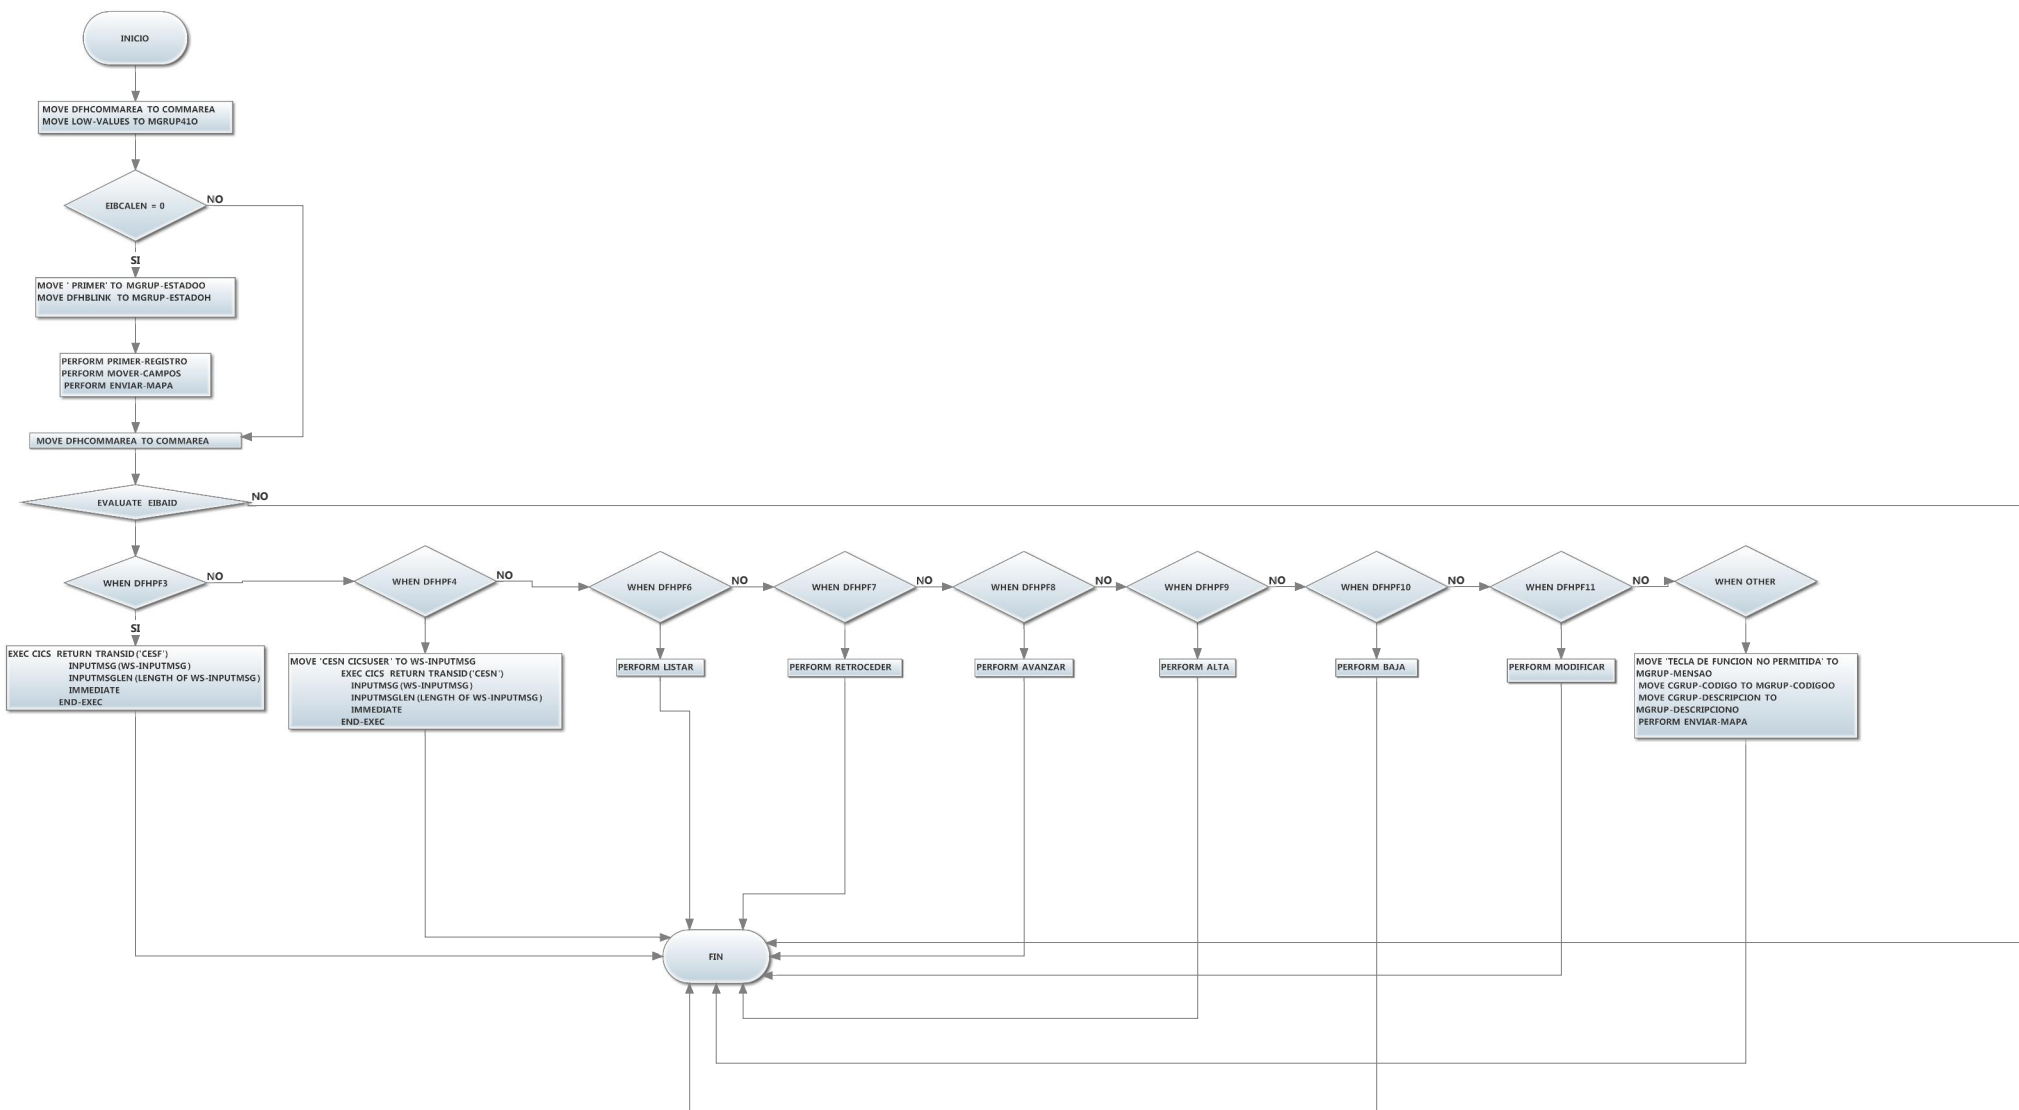 INICIO
MOVE DFHCOMMAREA TO COMMAREA
MOVE LOW-VALUES TO MGRUP41O
EIBCALEN = 0
NO
SI
MOVE ' PRIMER' TO MGRUP-ESTADOO
MOVE DFHBLINK TO MGRUP-ESTADOH
PERFORM PRIMER-REGISTRO
PERFORM MOVER-CAMPOS
PERFORM ENVIAR-MAPA
MOVE DFHCOMMAREA TO COMMAREA
EVALUATE EIBAID
NO
WHEN DFHPF3
NO
WHEN DFHPF4
NO
WHEN DFHPF6
NO
WHEN DFHPF7
NO
WHEN DFHPF8
NO
WHEN DFHPF9
NO
WHEN DFHPF10
NO
WHEN DFHPF11
NO
WHEN OTHER
SI
EXEC CICS RETURN TRANSID('CESF')
INPUTMSG(WS-INPUTMSG)
INPUTMSGLEN(LENGTH OF WS-INPUTMSG)
IMMEDIATE
END-EXEC
MOVE 'CESN CICSUSER' TO WS-INPUTMSG
EXEC CICS RETURN TRANSID('CESN')
INPUTMSG(WS-INPUTMSG)
INPUTMSGLEN(LENGTH OF WS-INPUTMSG)
IMMEDIATE
END-EXEC
PERFORM LISTAR
PERFORM RETROCEDER
PERFORM AVANZAR
PERFORM ALTA
PERFORM BAJA
PERFORM MODIFICAR
MOVE 'TECLA DE FUNCION NO PERMITIDA' TO
MGRUP-MENSAO
MOVE CGRUP-CODIGO TO MGRUP-CODIGOO
MOVE CGRUP-DESCRIPCION TO
MGRUP-DESCRIPCIONO
PERFORM ENVIAR-MAPA
FIN